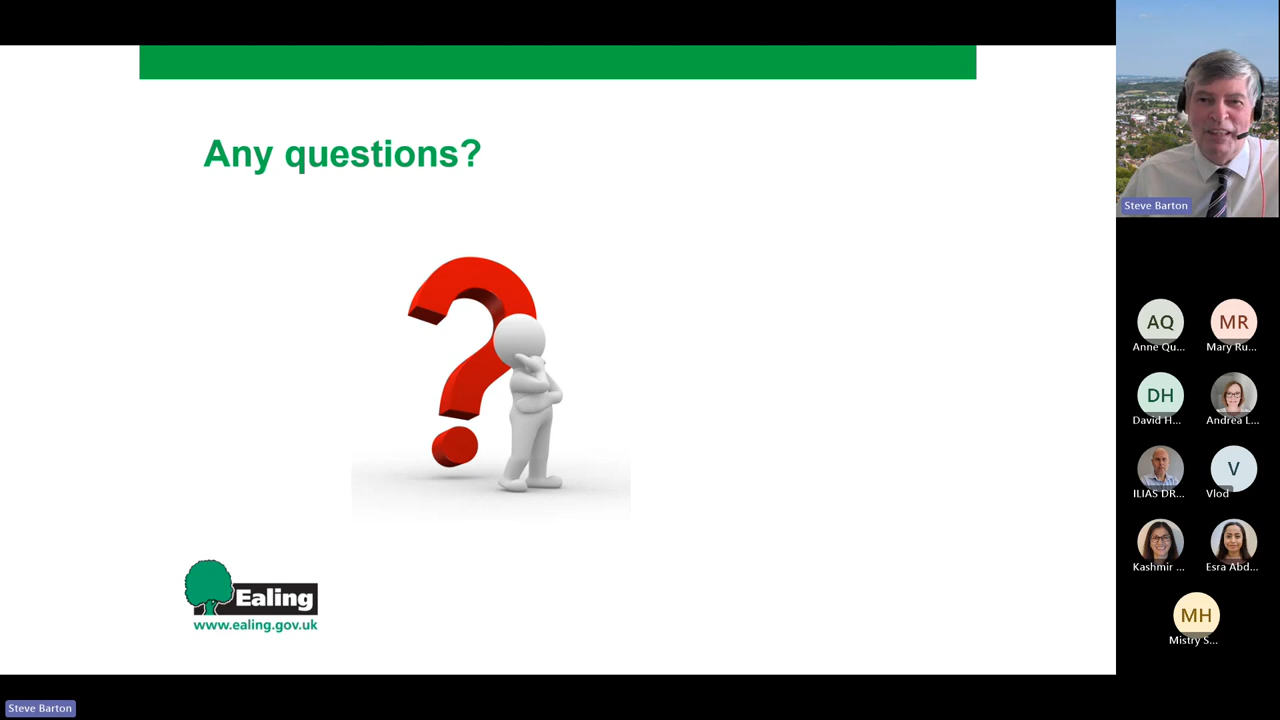 Any questions?
Ealing
www.ealing.gov.uk
Steve Barton
AQ
MR
Anne Qu...
Mary Ru...
DH
David H...
Andrea L...
V
ILIAS DR...
Vlod
Kashmir ...
Esra Abd...
MH
Mistry S...
Steve Barton